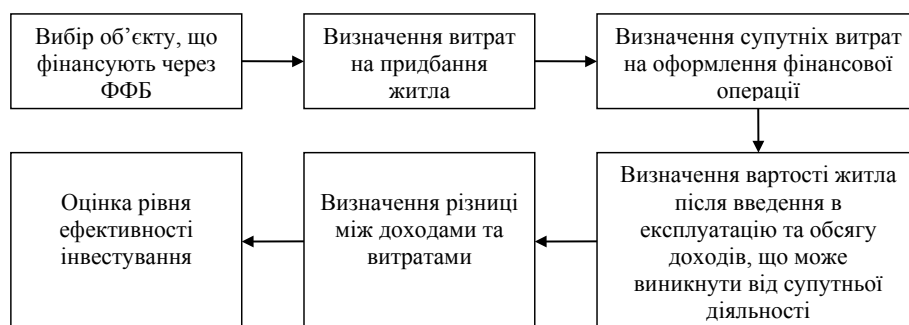 Вибір об’єкту, що
фінансують через
ФФБ
Визначення витрат
на придбання
житла
Визначення супутніх витрат
на оформлення фінансової
операції
Визначення вартості житла
після введення в
експлуатацію та обсягу
доходів, що може
виникнути від супутньої
діяльності
Визначення різниці
між доходами та
витратами
Оцінка рівня
ефективності
інвестування